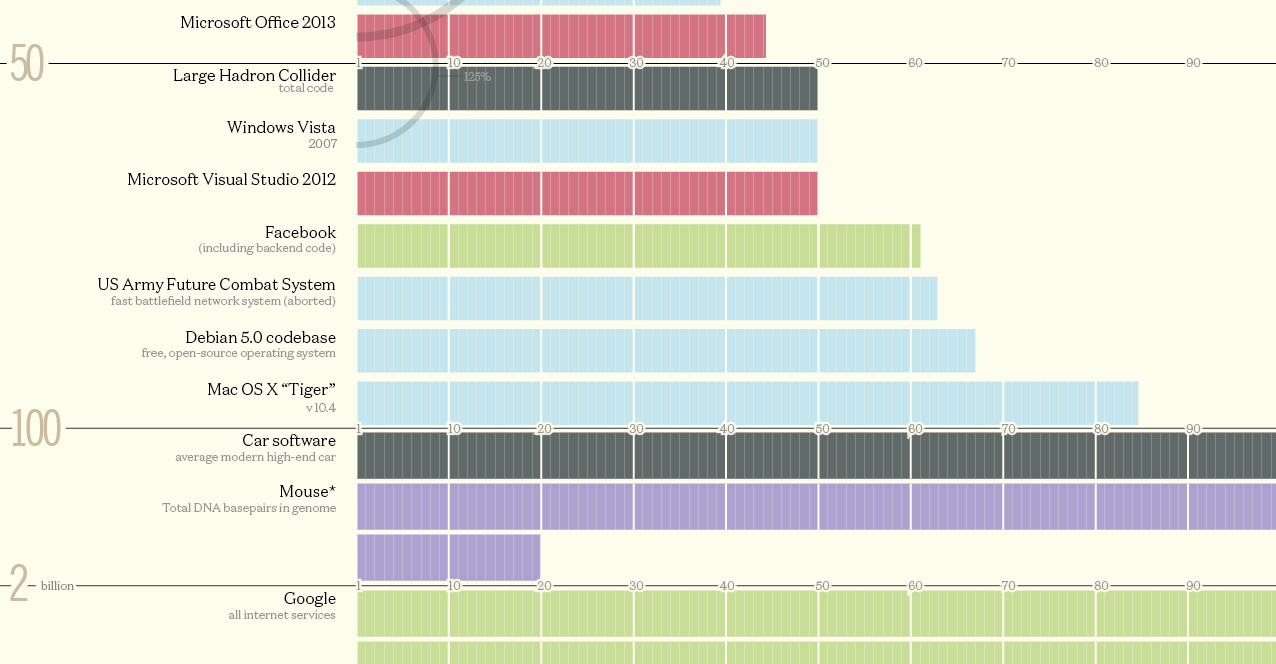 Microsoft Office 2013
50
1 10 20 30 40 50 60 70 80 90
Large Hadron Collider
total code
125%
Windows Vista
2007
Microsoft Visual Studio 2012
Facebook
(including backend code)
US Army Future Combat System
fast battlefield network system (aborted)
Debian 5.0 codebase
free, open-source operating system
Mac OS X “Tiger”
v 10.4
100
1 10 20 30 40 50 60 70 80 90
Car software
average modern high-end car
Mouse*
Total DNA basepairs in genome
2 billion
1 10 20 30 40 50 60 70 80 90
Google
all internet services